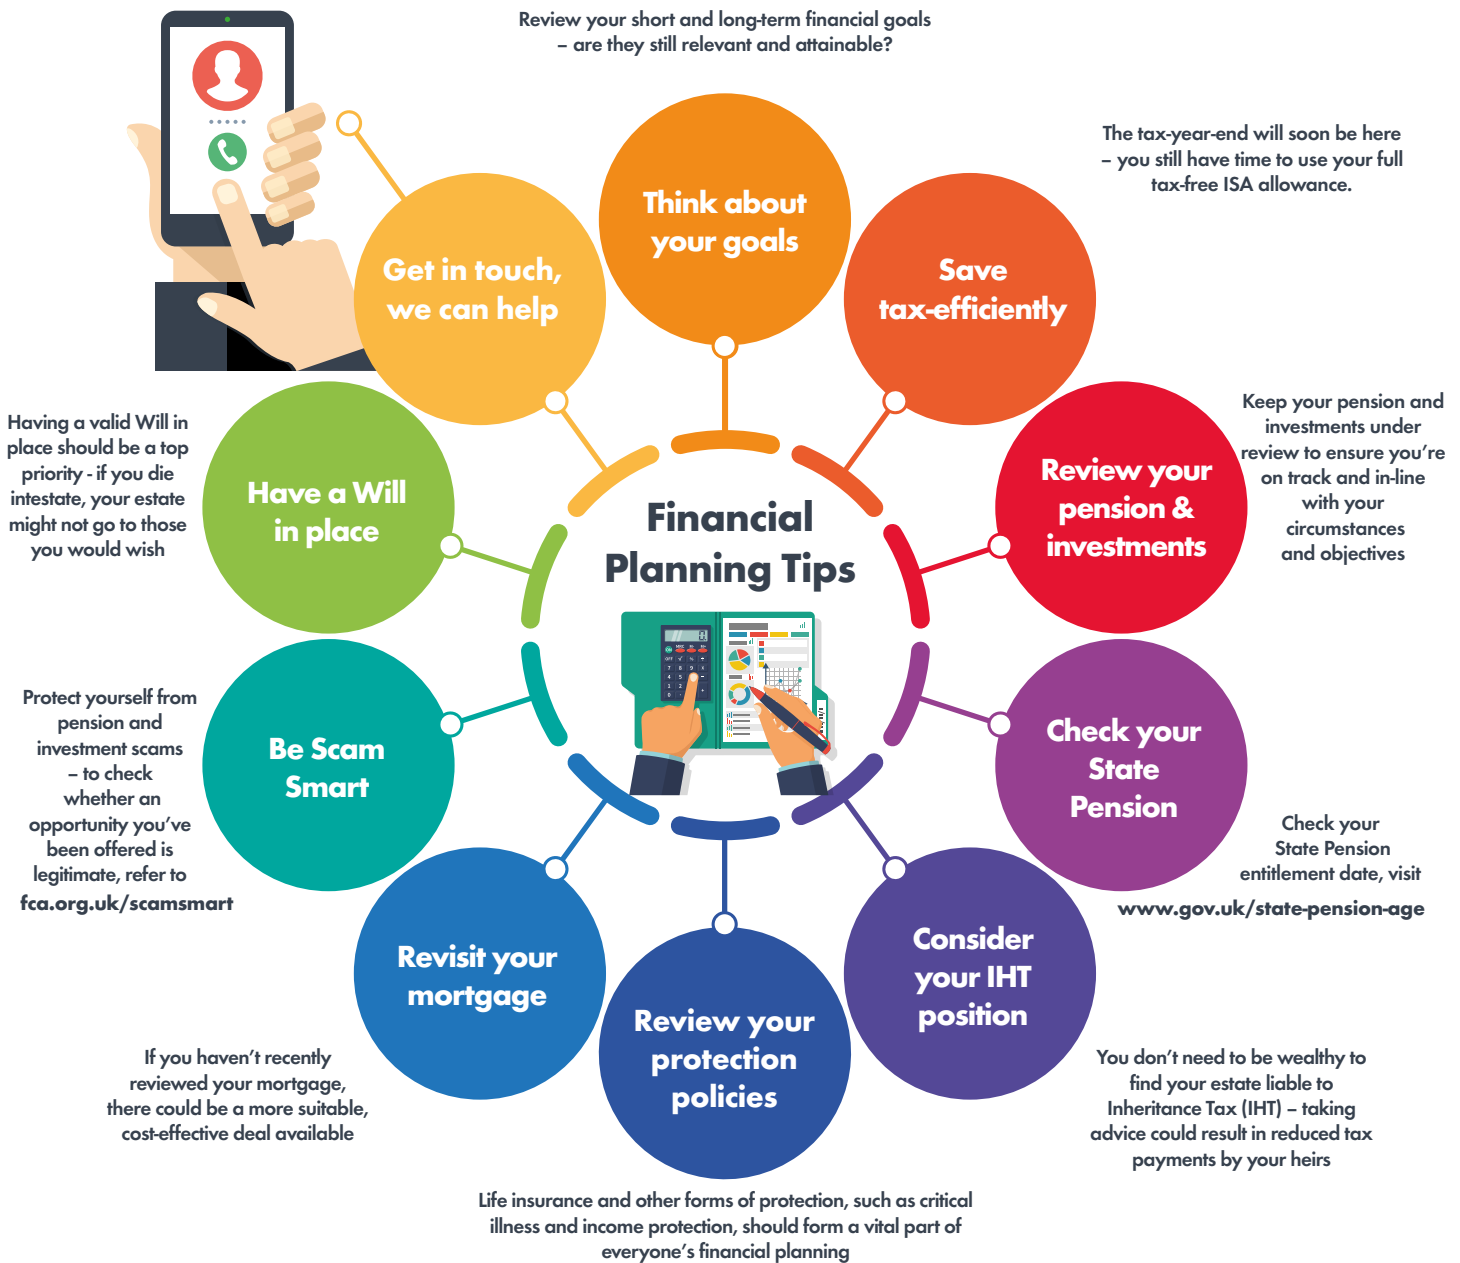 Review your short and long-term financial goals
– are they still relevant and attainable?
Think about
your goals
The tax-year-end will soon be here
– you still have time to use your full
tax-free ISA allowance.
Save
tax-efficiently
Keep your pension and
investments under
review to ensure you're
on track and in-line
with your
circumstances
and objectives
Review your
pension &
investments
Check your
State
Pension
Check your
State Pension
entitlement date, visit
www.gov.uk/state-pension-age
Consider
your IHT
position
You don't need to be wealthy to
find your estate liable to
Inheritance Tax (IHT) – taking
advice could result in reduced tax
payments by your heirs
Review your
protection
policies
Life insurance and other forms of protection, such as critical
illness and income protection, should form a vital part of
everyone's financial planning
Revisit your
mortgage
If you haven't recently
reviewed your mortgage,
there could be a more suitable,
cost-effective deal available
Be Scam
Smart
Protect yourself from
pension and
investment scams
– to check
whether an
opportunity you've
been offered is
legitimate, refer to
fca.org.uk/scamsmart
Have a Will
in place
Having a valid Will in
place should be a top
priority - if you die
intestate, your estate
might not go to those
you would wish
Get in touch,
we can help
Financial
Planning Tips